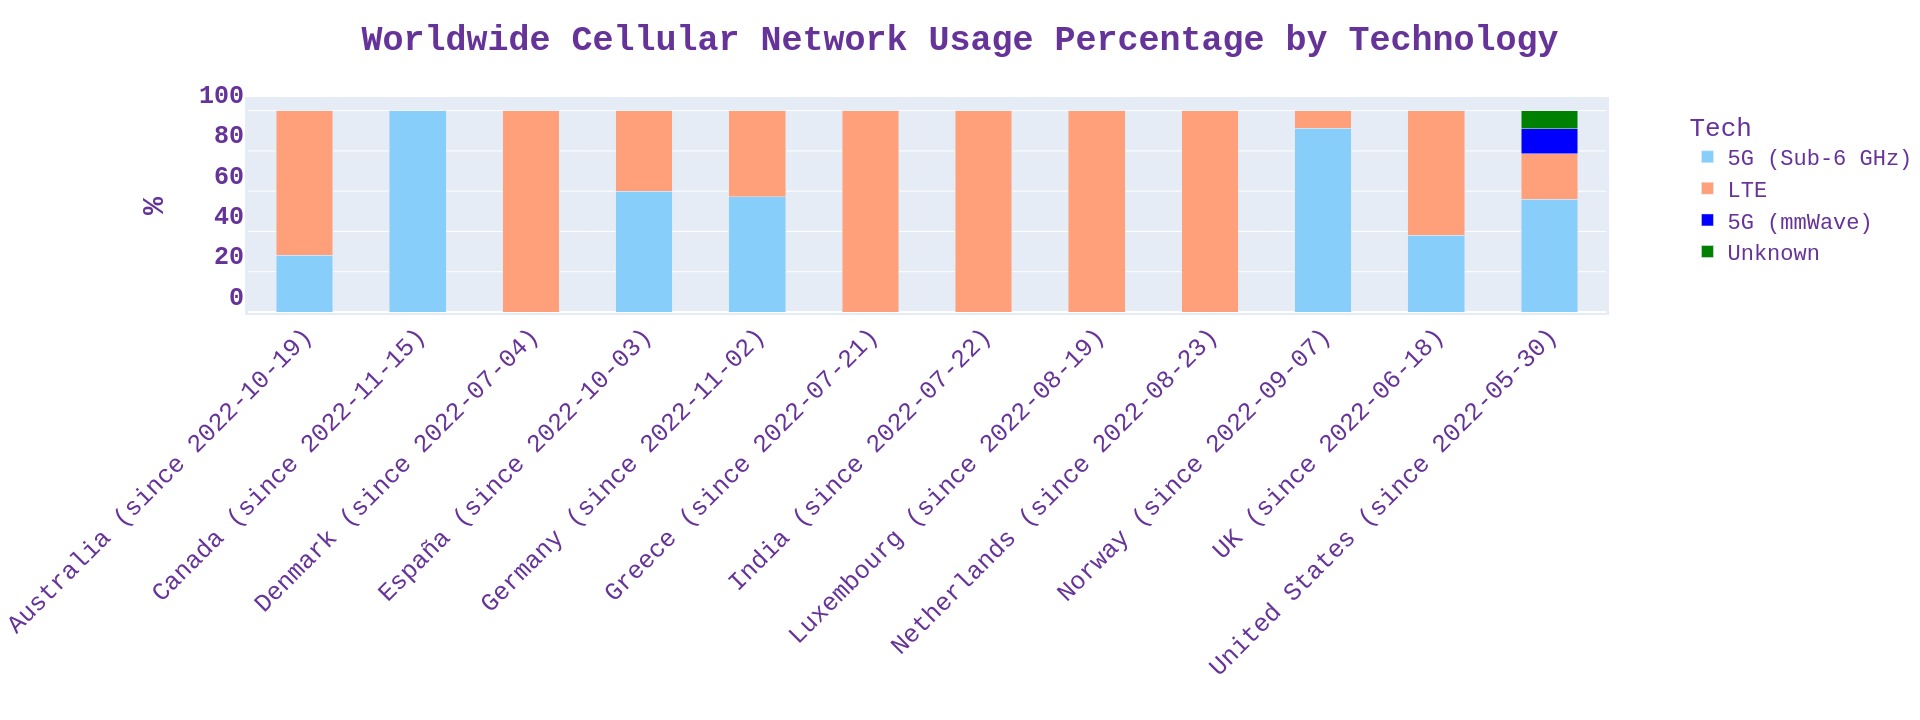 Worldwide Cellular Network Usage Percentage by Technology
100
80
60
40
20
0
%
Tech
5G (Sub-6 GHz)
LTE
5G (mmWave)
Unknown
Australia (since 2022-10-19)
Canada (since 2022-11-15)
Denmark (since 2022-07-04)
España (since 2022-10-03)
Germany (since 2022-11-02)
Greece (since 2022-07-21)
India (since 2022-07-22)
Luxembourg (since 2022-08-19)
Netherlands (since 2022-08-23)
Norway (since 2022-09-07)
UK (since 2022-06-18)
United States (since 2022-05-30)